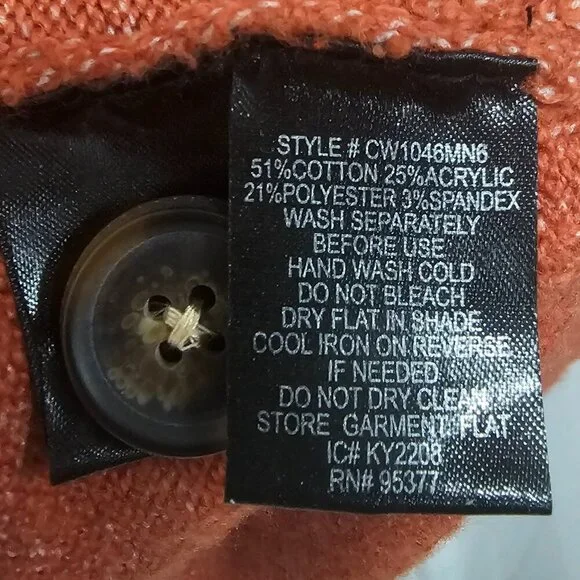 STYLE # CW1046MN6
51%COTTON 25%ACRYLIC
21%POLYESTER 3%SPANDEX
WASH SEPARATELY
BEFORE USE
HAND WASH COLD
DO NOT BLEACH
DRY FLAT IN SHADE
COOL IRON ON REVERSE
IF NEEDED
DO NOT DRY CLEAN
STORE GARMENT FLAT
IC# KY2208
RN# 95377